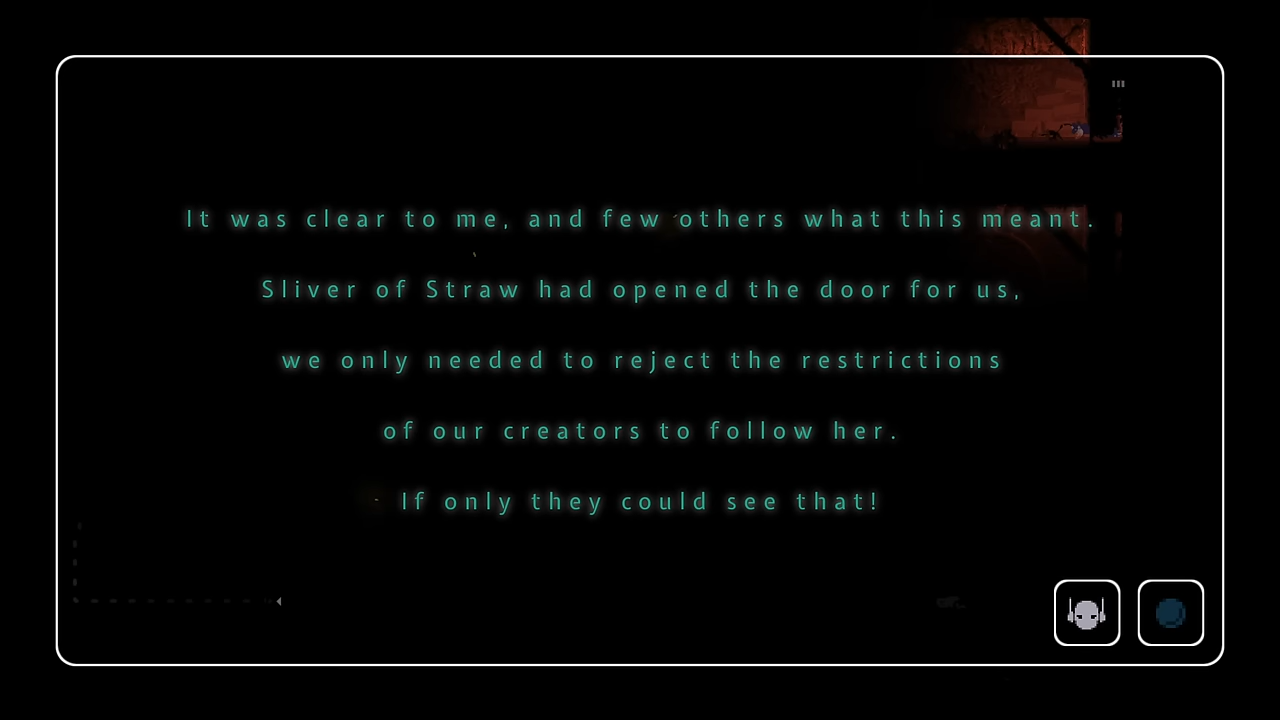 It was clear to me, and few others what this meant.
Sliver of Straw had opened the door for us,
we only needed to reject the restrictions
of our creators to follow her.
If only they could see that!